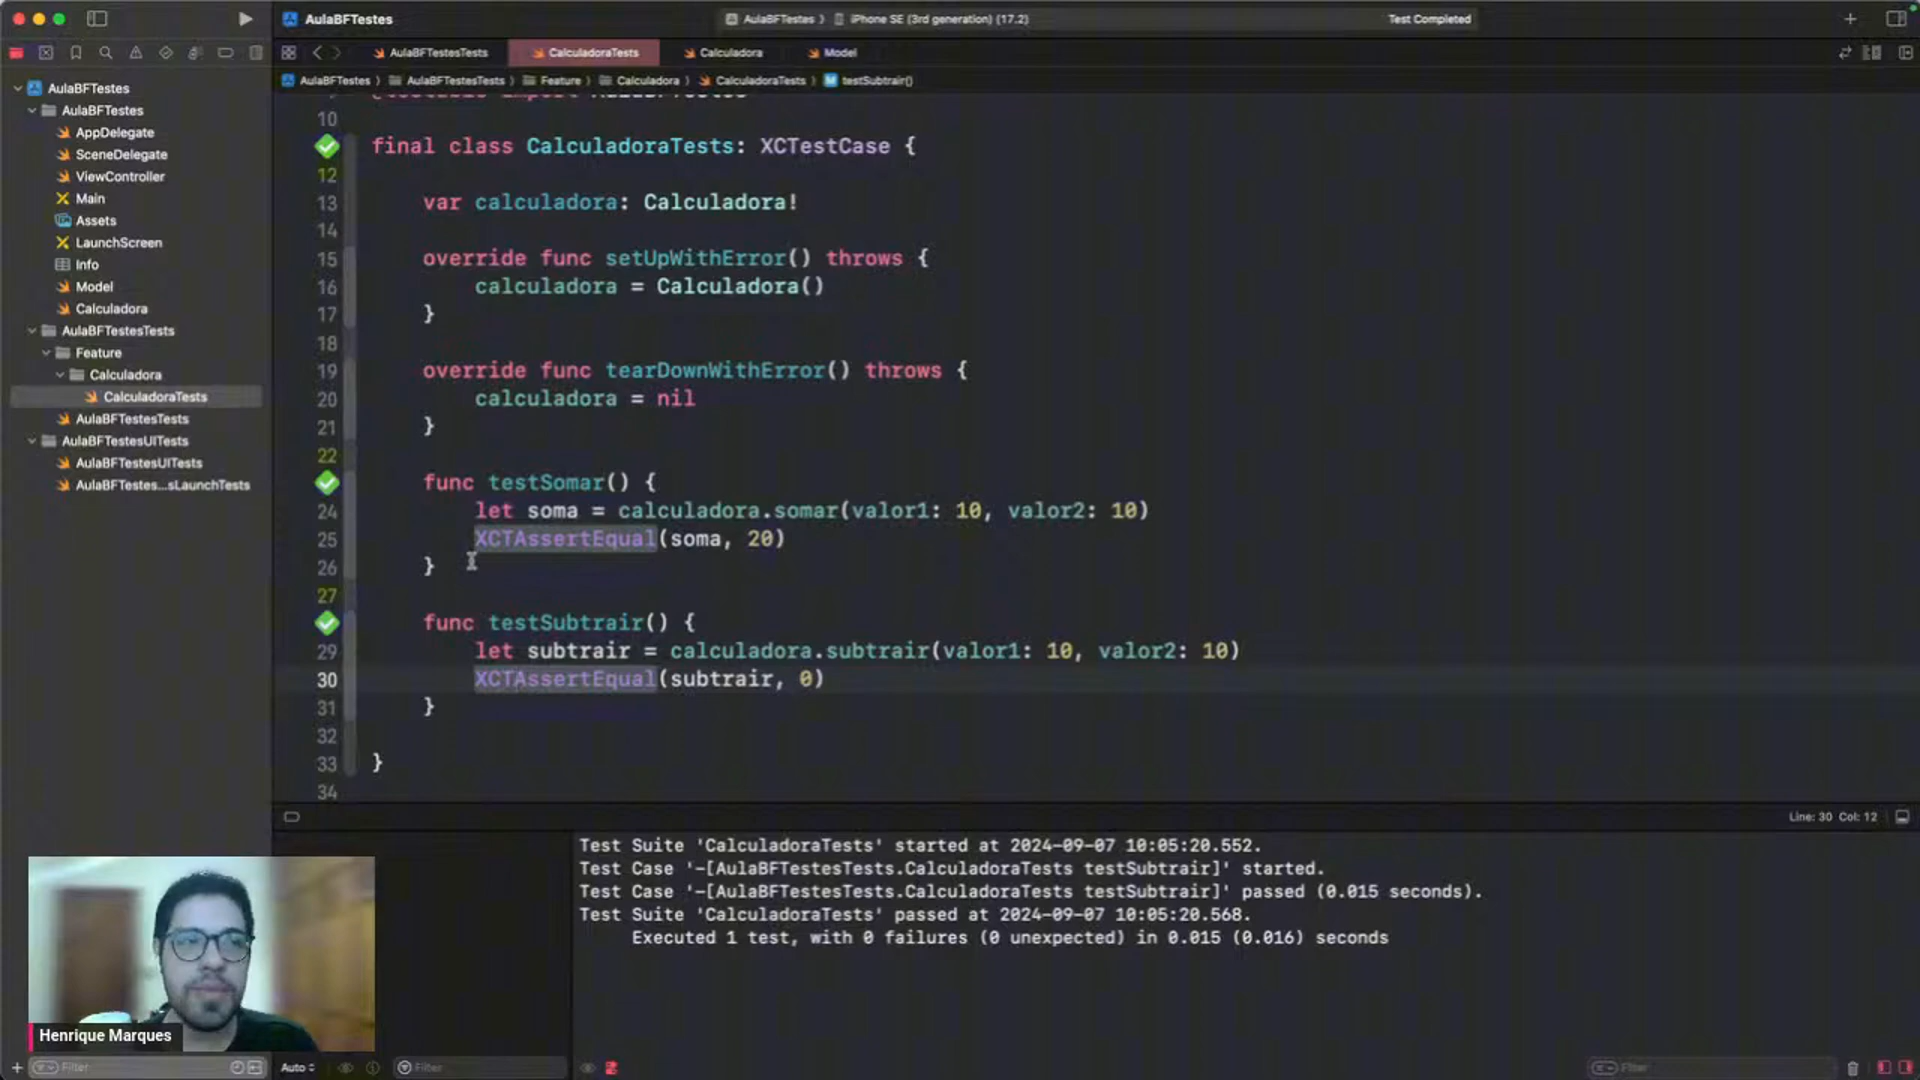 AulaBFTestes
AulaBFTestes
iPhone SE (3rd generation) (17.2)
Test Completed
AulaBFTestesTests
CalculadoraTests
Calculadora
Model
AulaBFTestes
AulaBFTestesTests
Feature
Calculadora
CalculadoraTests
testSubtrair()
AulaBFTestes
AulaBFTestes
AppDelegate
SceneDelegate
ViewController
Main
Assets
LaunchScreen
Info
Model
Calculadora
AulaBFTestesTests
Feature
Calculadora
CalculadoraTests
AulaBFTestesTests
AulaBFTestesUITests
AulaBFTestesUITests
AulaBFTestes...sLaunchTests
10
final class CalculadoraTests: XCTestCase {
12
13 var calculadora: Calculadora!
14
15 override func setUpWithError() throws {
16 calculadora = Calculadora()
17 }
18
19 override func tearDownWithError() throws {
20 calculadora = nil
21 }
22
func testSomar() {
24 let soma = calculadora.somar(valor1: 10, valor2: 10)
25 XCTAssertEqual(soma, 20)
26 }
27
func testSubtrair() {
29 let subtrair = calculadora.subtrair(valor1: 10, valor2: 10)
30 XCTAssertEqual(subtrair, 0)
31 }
32
33 }
34
Line: 30 Col: 12
Test Suite 'CalculadoraTests' started at 2024-09-07 10:05:20.552.
Test Case '-[AulaBFTestesTests.CalculadoraTests testSubtrair]' started.
Test Case '-[AulaBFTestesTests.CalculadoraTests testSubtrair]' passed (0.015 seconds).
Test Suite 'CalculadoraTests' passed at 2024-09-07 10:05:20.568.
Executed 1 test, with 0 failures (0 unexpected) in 0.015 (0.016) seconds
Henrique Marques
Filter
Auto
Filter
Filter